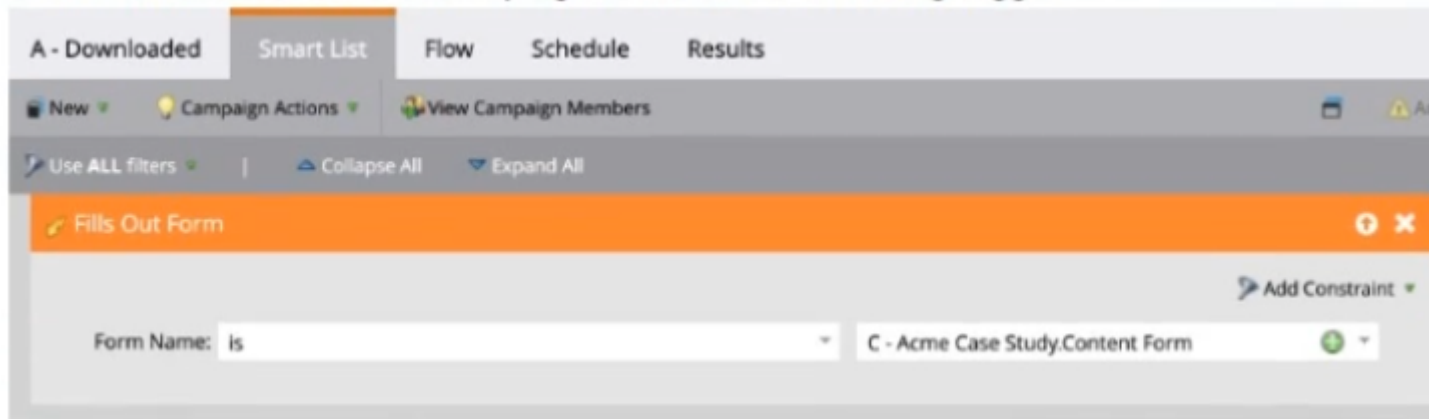 A - Downloaded Smart List Flow Schedule Results
New Campaign Actions View Campaign Members
Use ALL filters | Collapse All Expand All
Fills Out Form
Add Constraint
Form Name: is C - Acme Case Study.Content Form